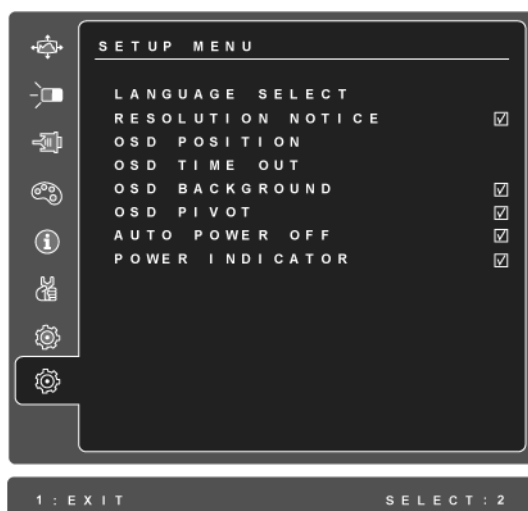 SETUP MENU
LANGUAGE SELECT
RESOLUTION NOTICE
OSD POSITION
OSD TIME OUT
OSD BACKGROUND
OSD PIVOT
AUTO POWER OFF
POWER INDICATOR
1:EXIT SELECT:2